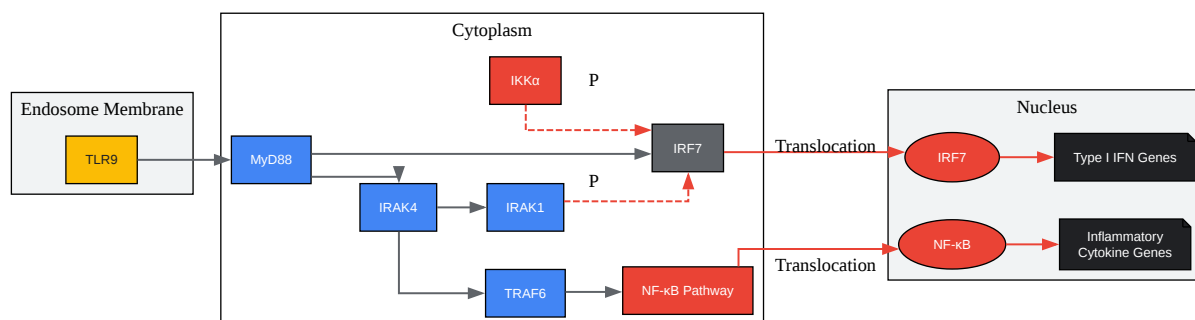 Cytoplasm
IKKα
P
Endosome Membrane
Nucleus
TLR9
MyD88
IRF7
Translocation
IRF7
Type I IFN Genes
P
IRAK4
IRAK1
NF-κB
Inflammatory
Cytokine Genes
Translocation
TRAF6
NF-κB Pathway